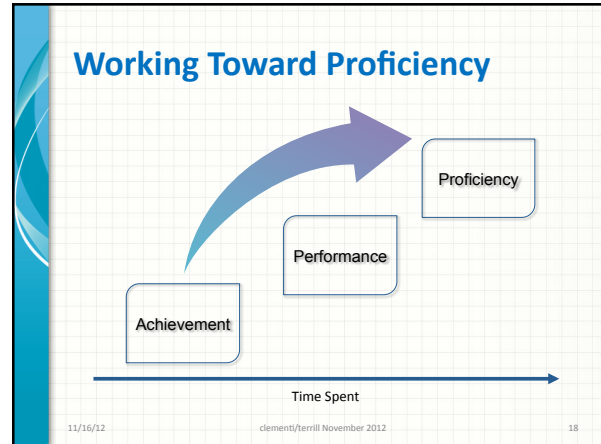 Working Toward Proficiency
Proficiency
Performance
Achievement
Time Spent
11/16/12
clementi/terrill November 2012
18